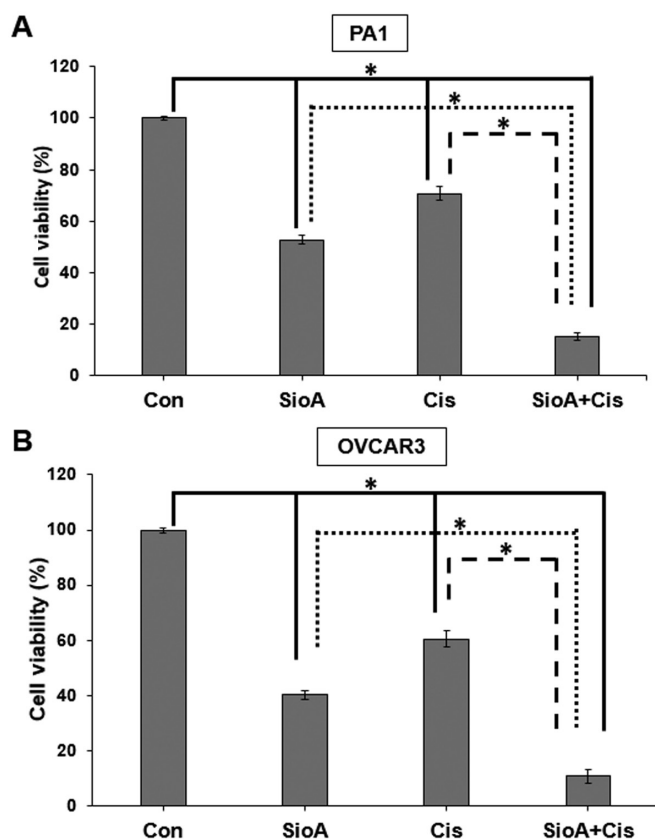 A
PA1
Cell viability (%)
120
100
80
60
40
20
0
*
*
*
Con SioA Cis SioA+Cis
B
OVCAR3
Cell viability (%)
120
100
80
60
40
20
0
*
*
*
Con SioA Cis SioA+Cis